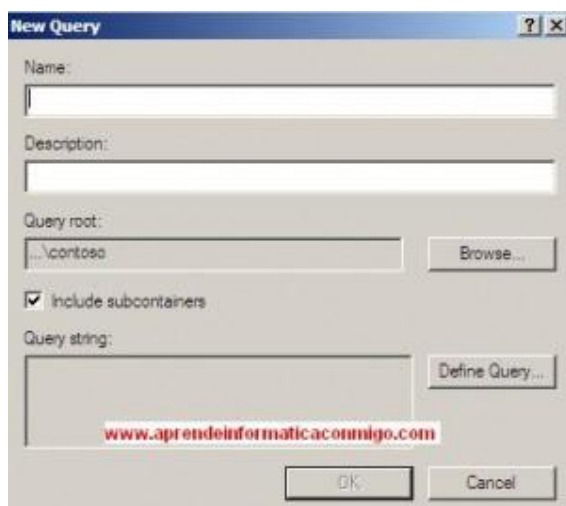 New Query
Name:
Description:
Query root:
...\contoso
Browse...
Include subcontainers
Query string:
Define Query...
www.aprendeinformaticaconmigo.com
OK
Cancel